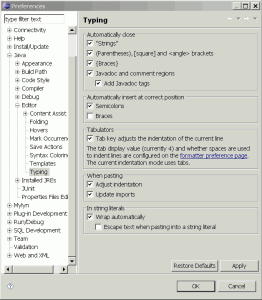 Preferences
type filter text
Typing
Connectivity
Help
Install/Update
Java
Appearance
Build Path
Code Style
Compiler
Debug
Editor
Content Assist
Folding
Hovers
Mark Occurren
Save Actions
Syntax Coloring
Templates
Typing
Installed JREs
JUnit
Properties Files Edi
Mylyn
Plug-in Development
Run/Debug
SQL Development
Team
Validation
Web and XML
Automatically close
"Strings"
(Parentheses), [square] and <angle> brackets
{Braces}
Javadoc and comment regions
Add Javadoc tags
Automatically insert at correct position
Semicolons
Braces
Tabulators
Tab key adjusts the indentation of the current line
The tab display value (currently 4) and whether spaces are used
to indent lines are configured on the formatter preference page.
The current indentation mode uses tabs.
When pasting
Adjust indentation
Update imports
In string literals
Wrap automatically
Escape text when pasting into a string literal
Restore Defaults
Apply
OK
Cancel